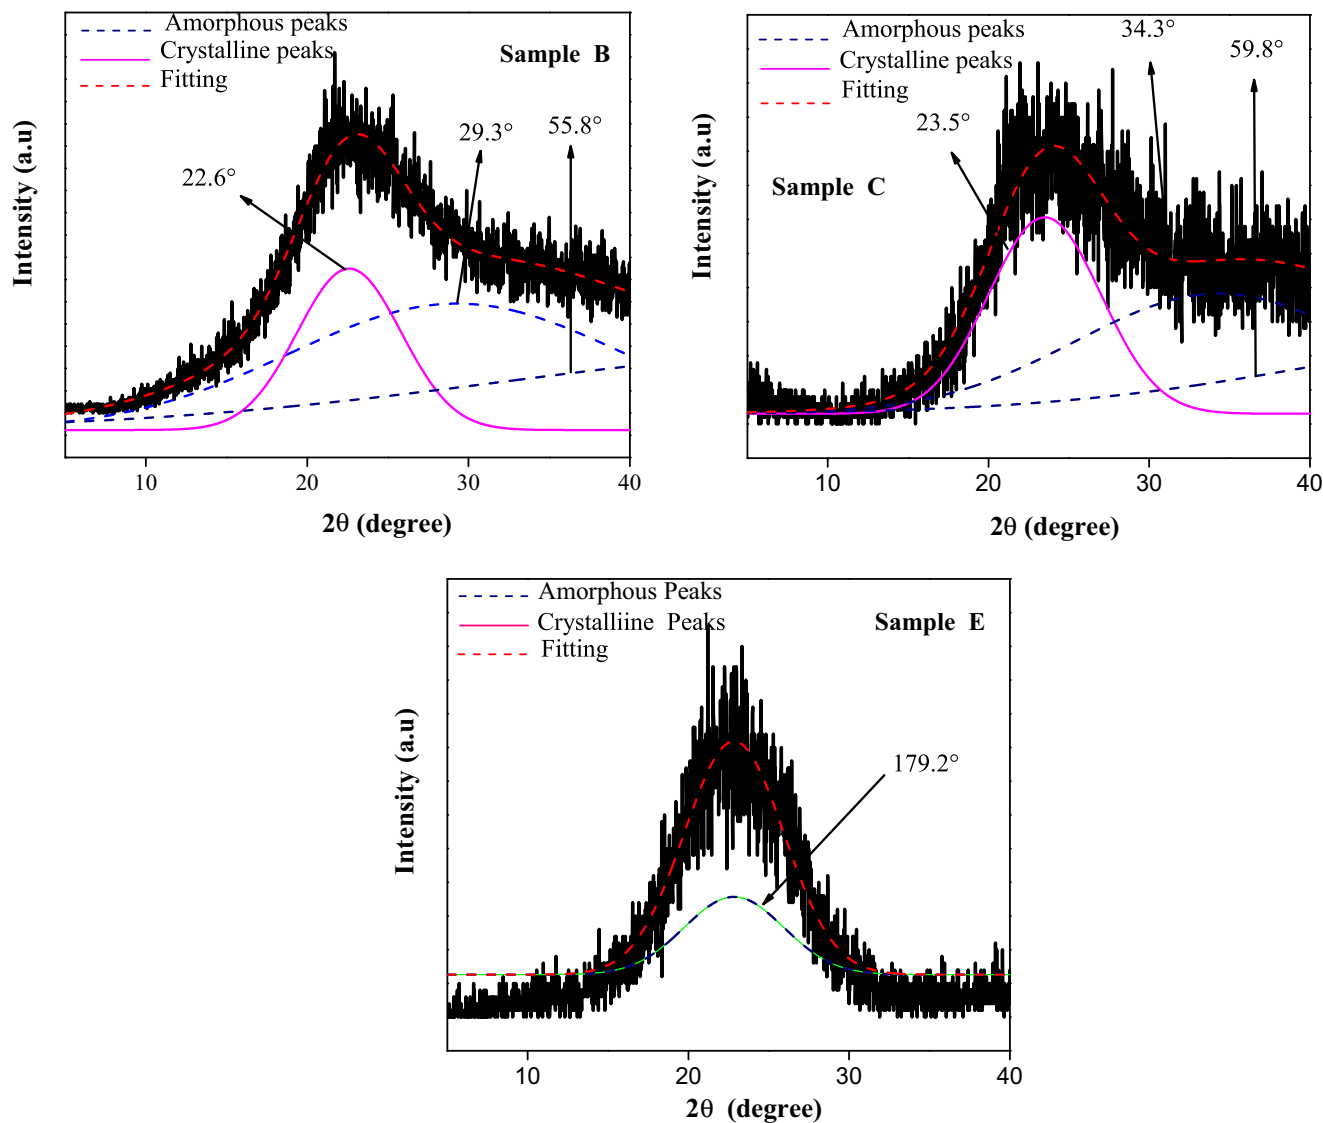 Amorphous peaks
Crystalline peaks
Fitting
Sample B
22.6°
29.3°
55.8°
Intensity (a.u)
10
20
30
40
2θ (degree)
Amorphous peaks
Crystalline peaks
Fitting
34.3°
59.8°
23.5°
Sample C
Intensity (a.u)
10
20
30
40
2θ (degree)
Amorphous Peaks
Crystalliine Peaks
Fitting
Sample E
179.2°
Intensity (a.u)
10
20
30
40
2θ (degree)